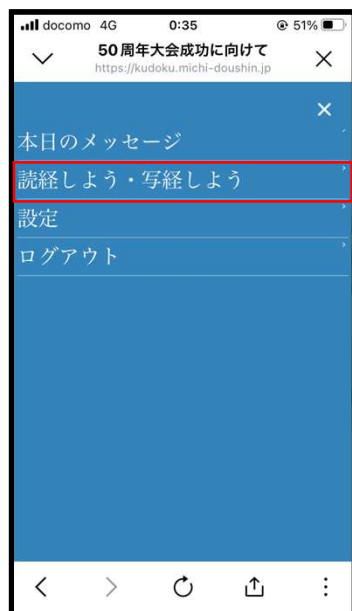 docomo 4G 0:35 51%
50周年大会成功に向けて
https://kudoku.michi-doushin.jp
本日のメッセージ
読経しよう・写経しよう
設定
ログアウト